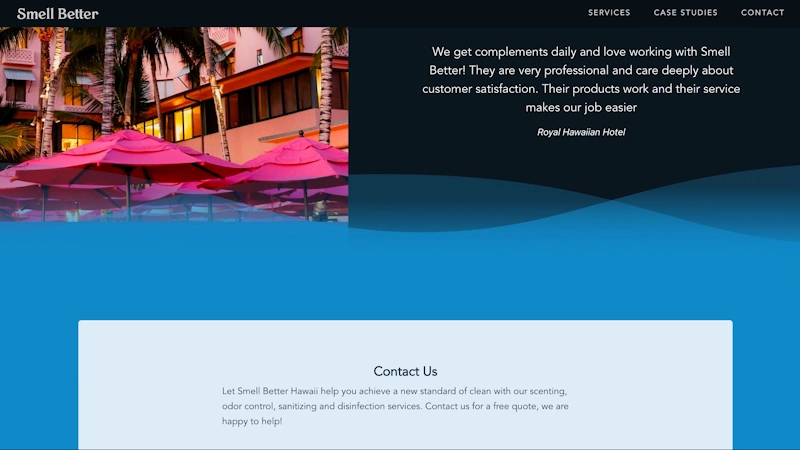 Smell Better
SERVICES CASE STUDIES CONTACT
We get complements daily and love working with Smell
Better! They are very professional and care deeply about
customer satisfaction. Their products work and their service
makes our job easier
Royal Hawaiian Hotel
Contact Us
Let Smell Better Hawaii help you achieve a new standard of clean with our scenting,
odor control, sanitizing and disinfection services. Contact us for a free quote, we are
happy to help!